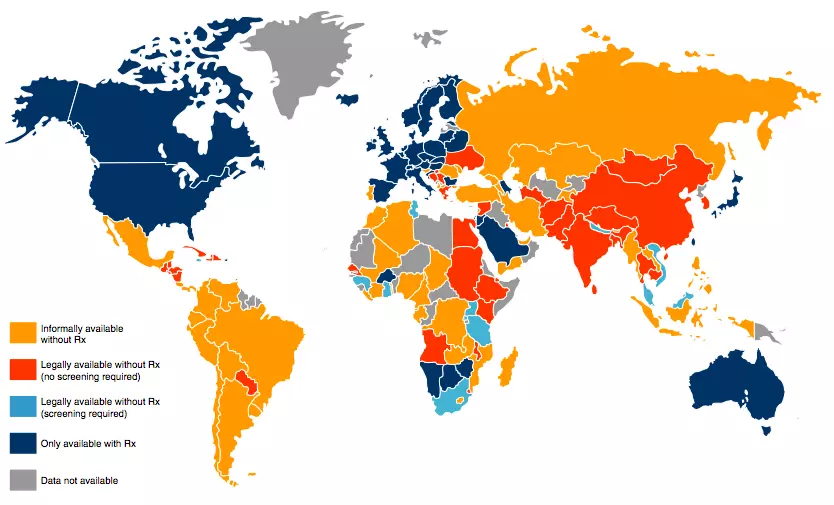 Informally available
without Rx
Legally available without Rx
(no screening required)
Legally available without Rx
(screening required)
Only available with Rx
Data not available